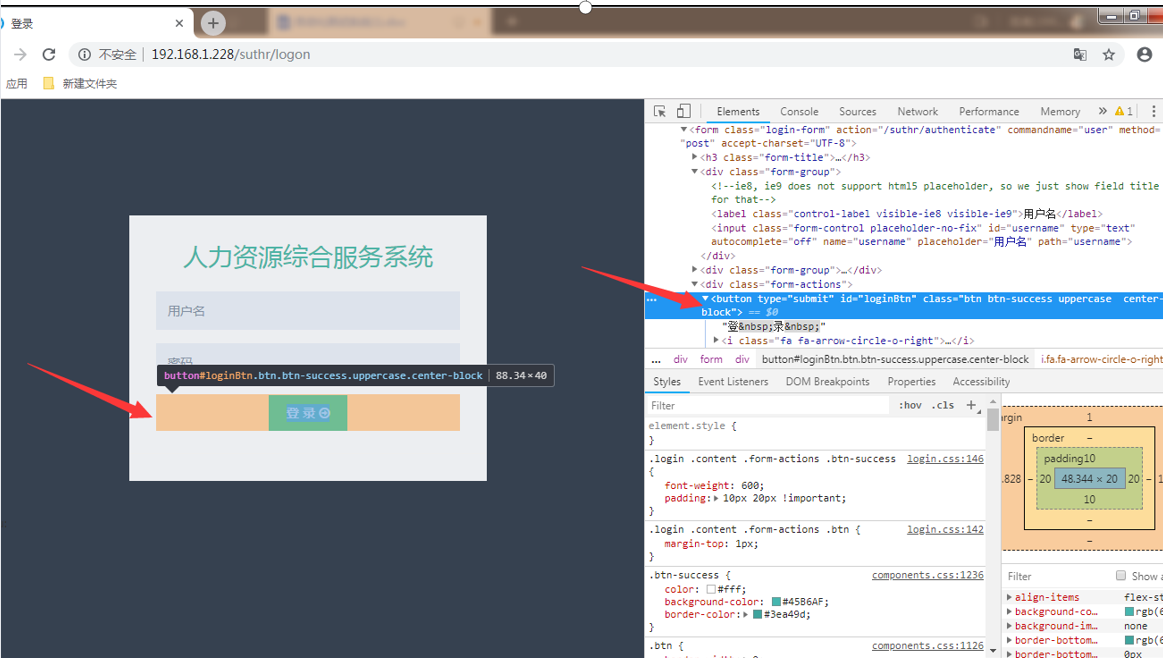 登录
不安全 | 192.168.1.228/suthr/logon
应用 新建文件夹
人力资源综合服务系统
用户名
密码
button#loginBtn.btn.btn-success.uppercase.center-block | 88.34×40
登 录
Elements Console Sources Network Performance Memory » 1
▼<form class="login-form" action="/suthr/authenticate" commandname="user" method=
"post" accept-charset="UTF-8">
▶<h3 class="form-title">…</h3>
▼<div class="form-group">
<!--ie8, ie9 does not support html5 placeholder, so we just show field title
for that-->
<label class="control-label visible-ie8 visible-ie9">用户名</label>
<input class="form-control placeholder-no-fix" id="username" type="text"
autocomplete="off" name="username" placeholder="用户名" path="username">
</div>
▶<div class="form-group">…</div>
▼<div class="form-actions">
… ▼<button type="submit" id="loginBtn" class="btn btn-success uppercase  center-
block"> == $0
"登&nbsp;录&nbsp;"
▶<i class="fa fa-arrow-circle-o-right">…</i>
… div form div button#loginBtn.btn.btn-success.uppercase.center-block i.fa.fa-arrow-circle-o-right
Styles Event Listeners DOM Breakpoints Properties Accessibility
Filter :hov .cls +
element.style {
}
.login .content .form-actions .btn-success login.css:146
{
font-weight: 600;
padding:▶ 10px 20px !important;
}
.login .content .form-actions .btn { login.css:142
margin-top: 1px;
}
.btn-success { components.css:1236
color: #fff;
background-color: #45B6AF;
border-color:▶ #3ea49d;
}
.btn { components.css:1126
rgin 1
border –
padding10
.828 – 20 48.344 × 20 20 – 1
10
–
–
Filter Show a
▶align-items flex-st
▶background-co… rgb(6
▶background-im… none
▶border-bottom… rgb(6
▶border-bottom… 0px